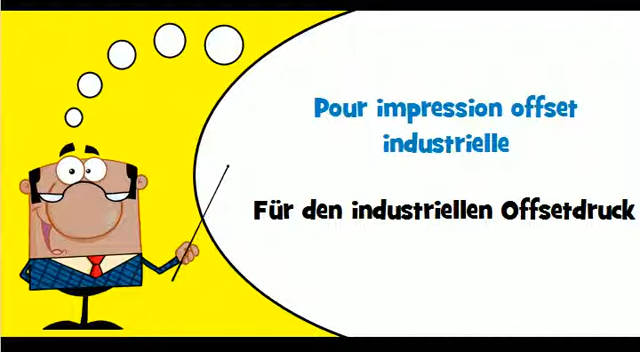 Pour impression offset
industrielle
Für den industriellen Offsetdruck